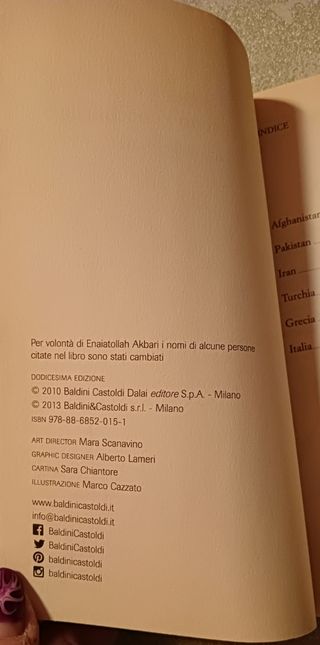 Per volontà di Enaiatollah Akbari i nomi di alcune persone
citate nel libro sono stati cambiati
DODICESIMA EDIZIONE
© 2010 Baldini Castoldi Dalai editore S.p.A. - Milano
© 2013 Baldini&Castoldi s.r.l. - Milano
ISBN 978-88-6852-015-1
ART DIRECTOR Mara Scanavino
GRAPHIC DESIGNER Alberto Lameri
CARTINA Sara Chiantore
ILLUSTRAZIONE Marco Cazzato
www.baldinicastoldi.it
info@baldinicastoldi.it
BaldiniCastoldi
BaldiniCastoldi
baldinicastoldi
baldinicastoldi
INDICE
Afghanistan
Pakistan
Iran
Turchia
Grecia
Italia